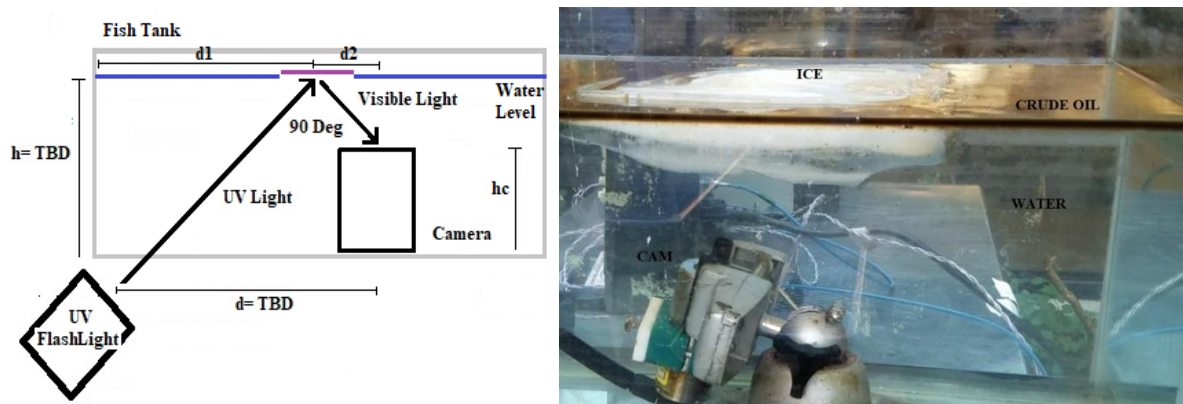 Fish Tank
d1
d2
Visible Light
Water
Level
90 Deg
h= TBD
UV Light
hc
Camera
d= TBD
UV
FlashLight
ICE
CRUDE OIL
WATER
CAM